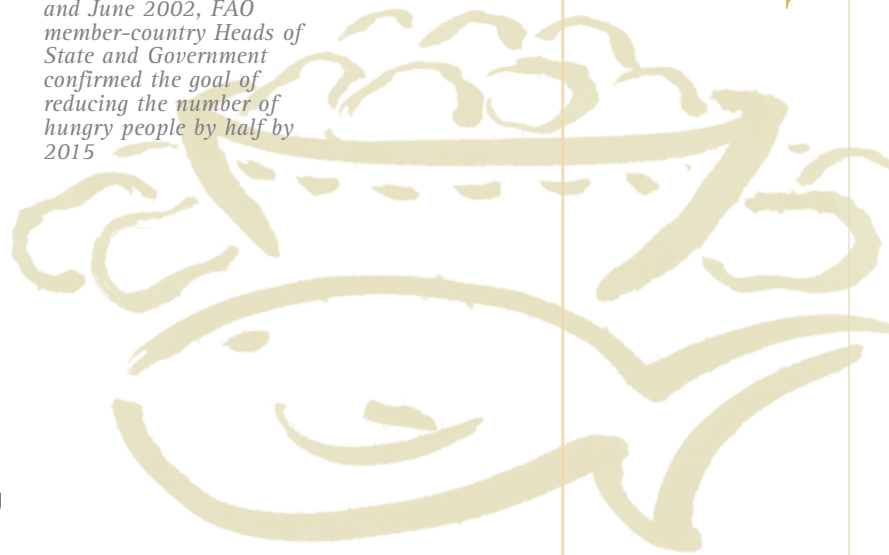 and June 2002, FAO
member-country Heads of
State and Government
confirmed the goal of
reducing the number of
hungry people by half by
2015